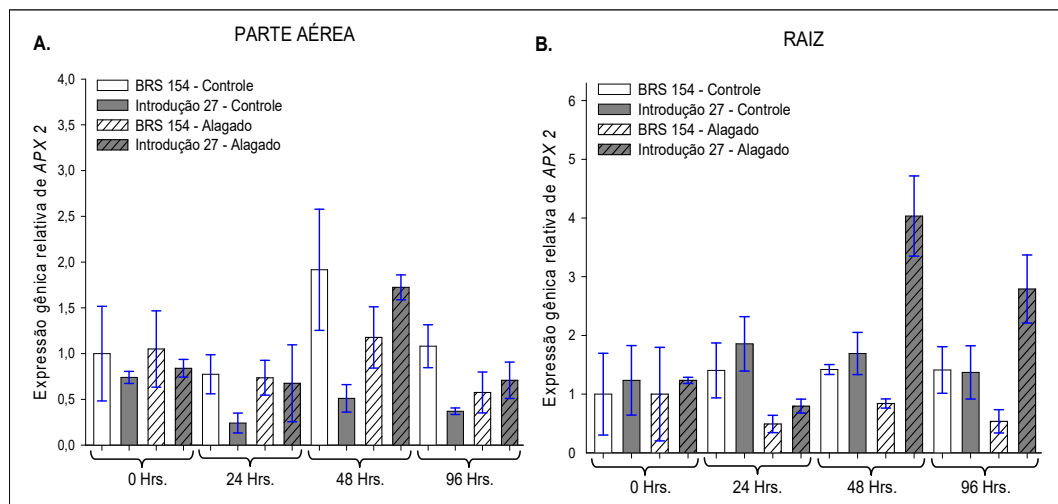 A.
PARTE AÉREA
Expressão gênica relativa de APX 2
4,0
3,5
3,0
2,5
2,0
1,5
1,0
0,5
0,0
BRS 154 - Controle
Introdução 27 - Controle
BRS 154 - Alagado
Introdução 27 - Alagado
0 Hrs.
24 Hrs.
48 Hrs.
96 Hrs.
B.
RAIZ
Expressão gênica relativa de APX 2
6
5
4
3
2
1
0
BRS 154 - Controle
Introdução 27 - Controle
BRS 154 - Alagado
Introdução 27 - Alagado
0 Hrs.
24 Hrs.
48 Hrs.
96 Hrs.